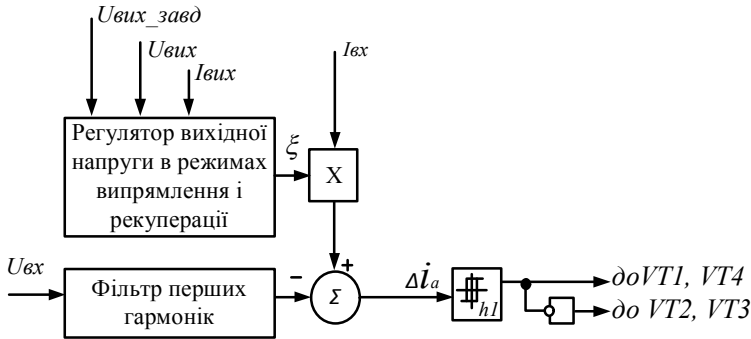 Uвих_завд
Uвих
Iвих
Iвх
Регулятор вихідної
напруги в режимах
випрямлення і
рекуперації
ξ
X
Uвх
Фільтр перших
гармонік
−
+
Σ
Δia
h1
доVT1, VT4
до VT2, VT3